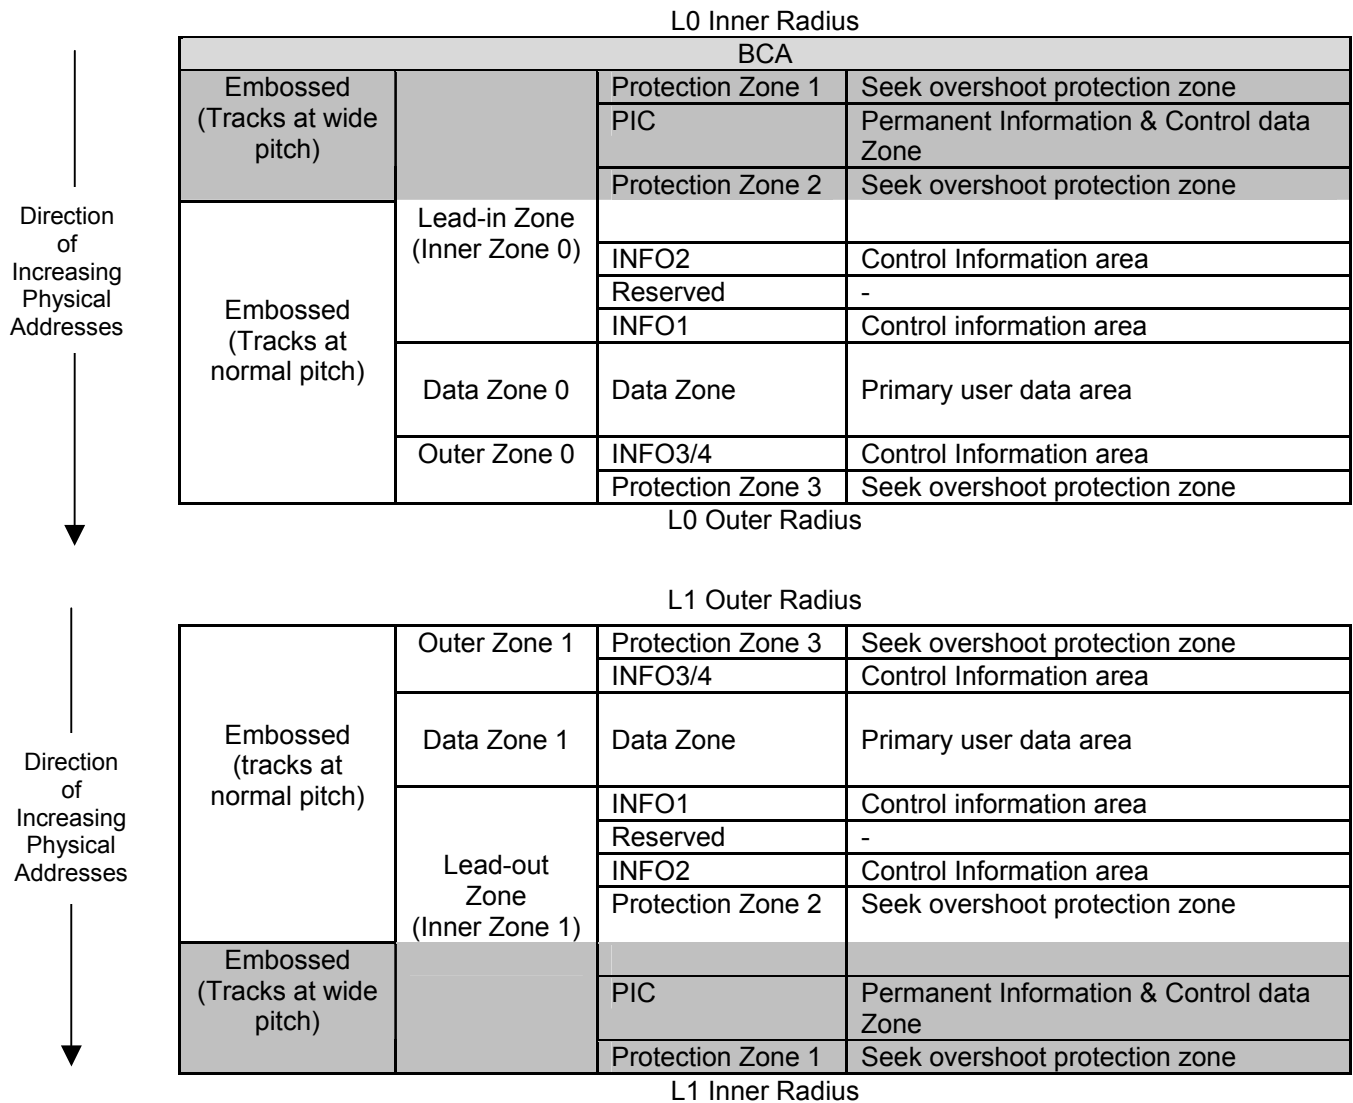 L0 Inner Radius
BCA
Embossed
(Tracks at wide
pitch)
Protection Zone 1
Seek overshoot protection zone
PIC
Permanent Information & Control data
Zone
Protection Zone 2
Seek overshoot protection zone
Direction
of
Increasing
Physical
Addresses
Embossed
(Tracks at
normal pitch)
Lead-in Zone
(Inner Zone 0)
INFO2
Control Information area
Reserved
-
INFO1
Control information area
Data Zone 0
Data Zone
Primary user data area
Outer Zone 0
INFO3/4
Control Information area
Protection Zone 3
Seek overshoot protection zone
L0 Outer Radius
L1 Outer Radius
Direction
of
Increasing
Physical
Addresses
Embossed
(tracks at
normal pitch)
Outer Zone 1
Protection Zone 3
Seek overshoot protection zone
INFO3/4
Control Information area
Data Zone 1
Data Zone
Primary user data area
Lead-out
Zone
(Inner Zone 1)
INFO1
Control information area
Reserved
-
INFO2
Control Information area
Protection Zone 2
Seek overshoot protection zone
Embossed
(Tracks at wide
pitch)
PIC
Permanent Information & Control data
Zone
Protection Zone 1
Seek overshoot protection zone
L1 Inner Radius